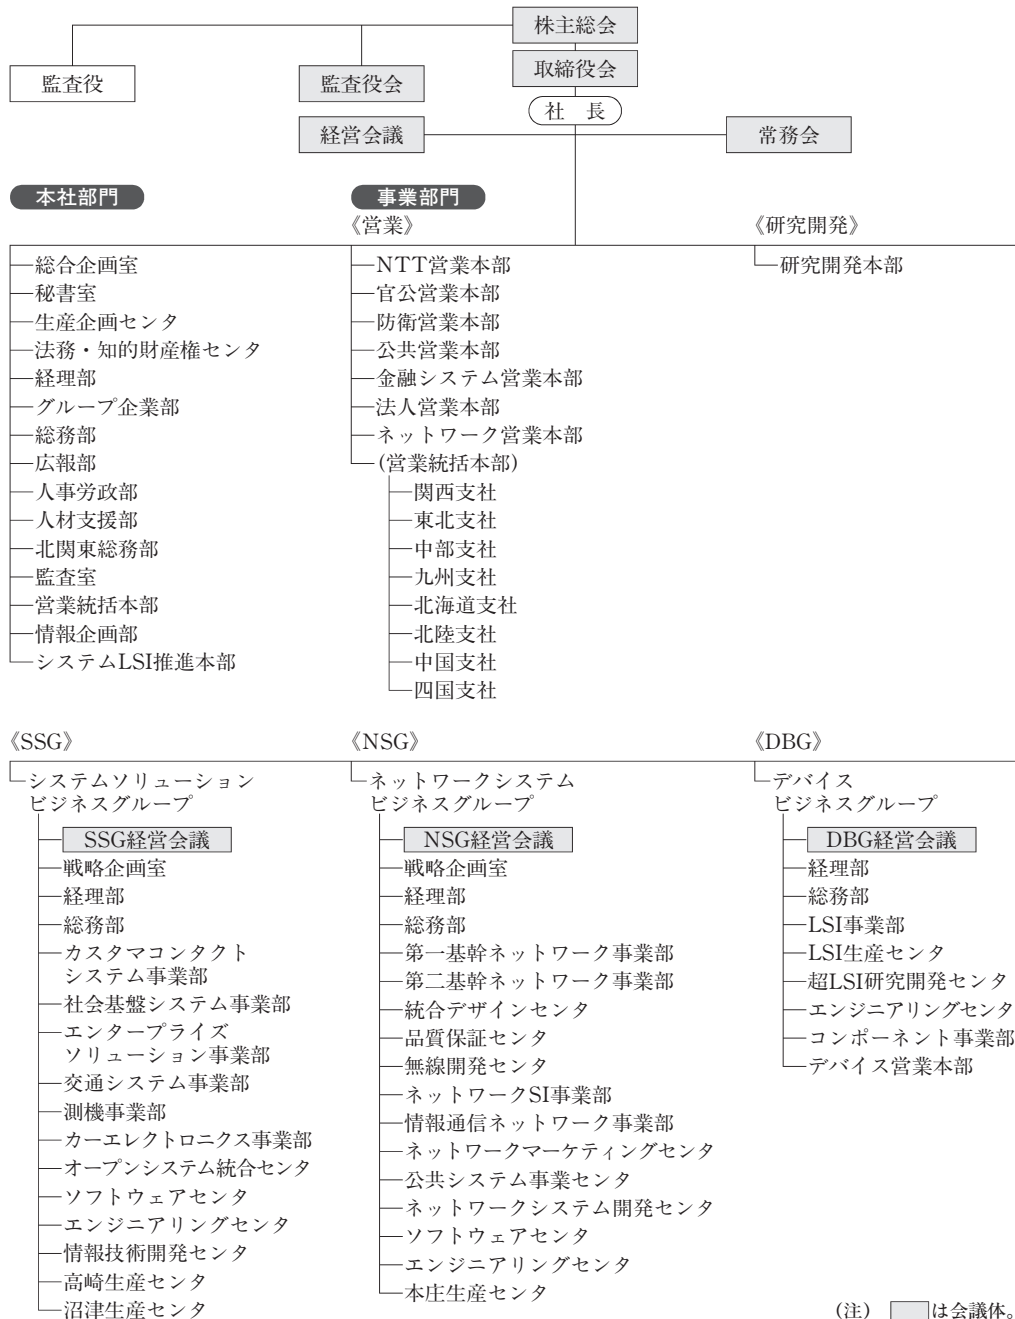 株主総会
監査役
監査役会
取締役会
社 長
経営会議
常務会
本社部門
事業部門
《営業》
《研究開発》
総合企画室
秘書室
生産企画センタ
法務・知的財産権センタ
経理部
グループ企業部
総務部
広報部
人事労政部
人材支援部
北関東総務部
監査室
営業統括本部
情報企画部
システムLSI推進本部
NTT営業本部
官公営業本部
防衛営業本部
公共営業本部
金融システム営業本部
法人営業本部
ネットワーク営業本部
(営業統括本部)
関西支社
東北支社
中部支社
九州支社
北海道支社
北陸支社
中国支社
四国支社
研究開発本部
《SSG》
システムソリューション
ビジネスグループ
SSG経営会議
戦略企画室
経理部
総務部
カスタマコンタクト
システム事業部
社会基盤システム事業部
エンタープライズ
ソリューション事業部
交通システム事業部
測機事業部
カーエレクトロニクス事業部
オープンシステム統合センタ
ソフトウェアセンタ
エンジニアリングセンタ
情報技術開発センタ
高崎生産センタ
沼津生産センタ
《NSG》
ネットワークシステム
ビジネスグループ
NSG経営会議
戦略企画室
経理部
総務部
第一基幹ネットワーク事業部
第二基幹ネットワーク事業部
統合デザインセンタ
品質保証センタ
無線開発センタ
ネットワークSI事業部
情報通信ネットワーク事業部
ネットワークマーケティングセンタ
公共システム事業センタ
ネットワークシステム開発センタ
ソフトウェアセンタ
エンジニアリングセンタ
本庄生産センタ
《DBG》
デバイス
ビジネスグループ
DBG経営会議
経理部
総務部
LSI事業部
LSI生産センタ
超LSI研究開発センタ
エンジニアリングセンタ
コンポーネント事業部
デバイス営業本部
(注) は会議体。